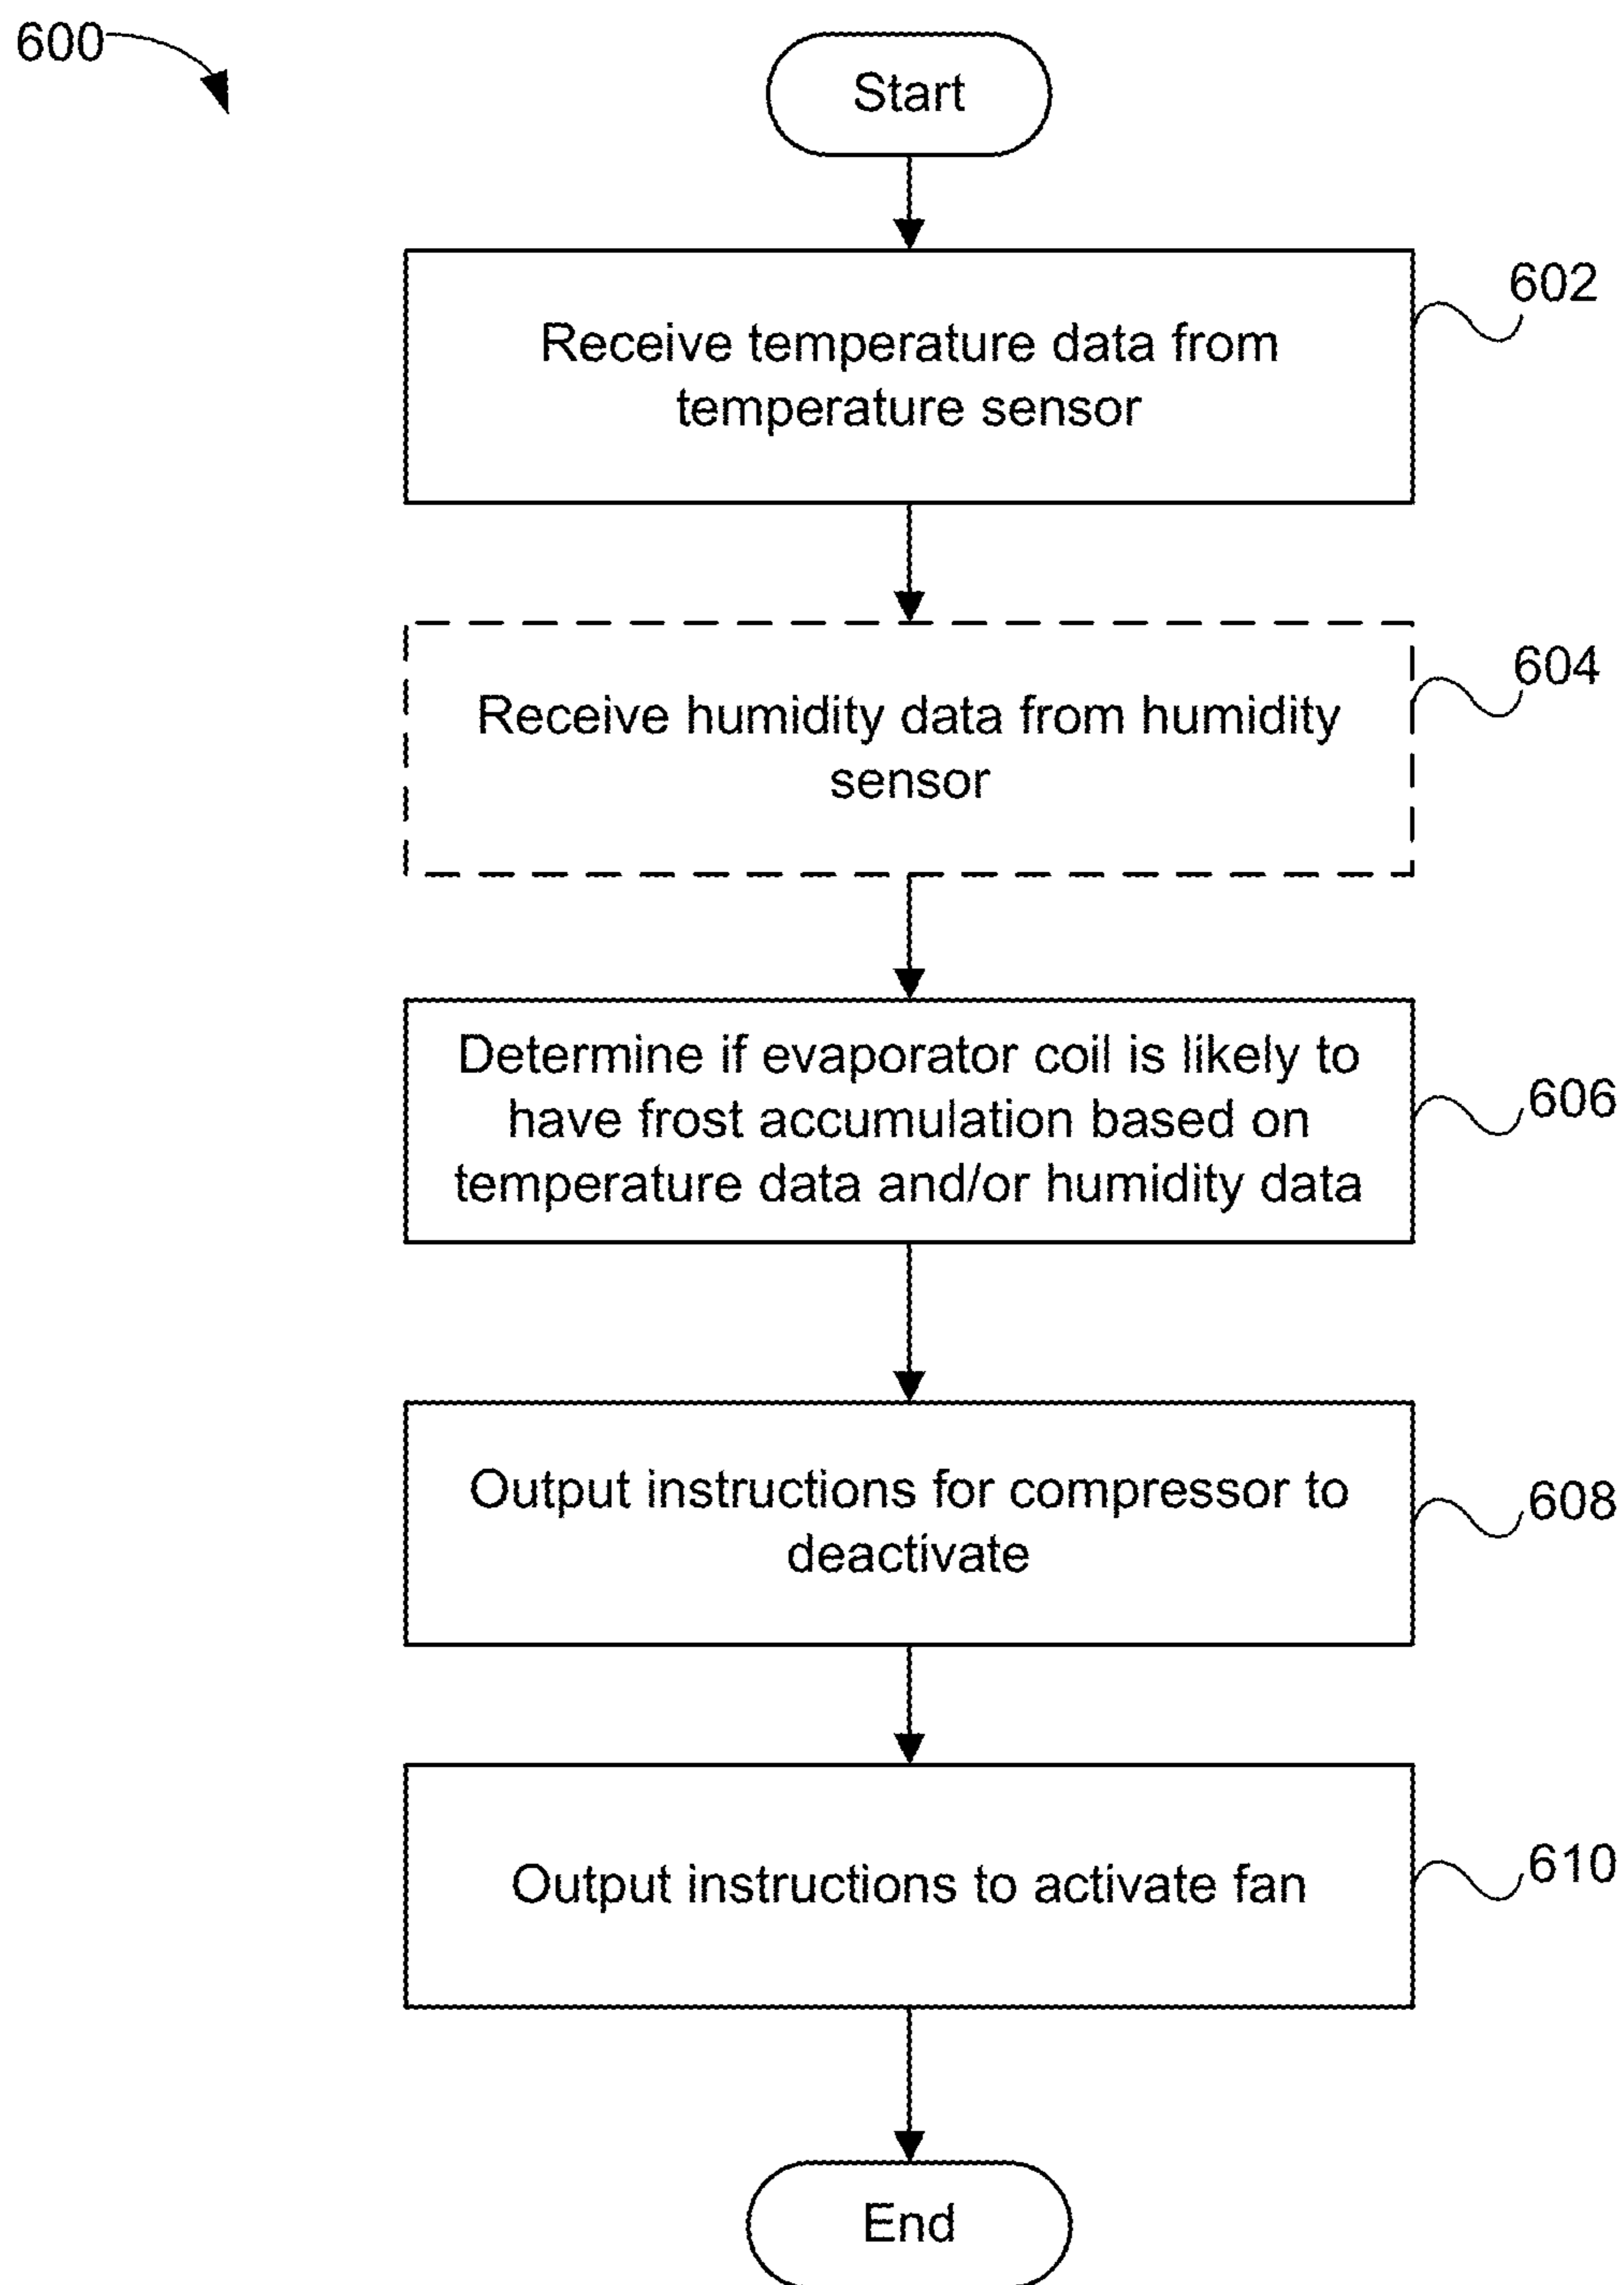 600
Start
Receive temperature data from
temperature sensor
602
Receive humidity data from humidity
sensor
604
Determine if evaporator coil is likely to
have frost accumulation based on
temperature data and/or humidity data
606
Output instructions for compressor to
deactivate
608
Output instructions to activate fan
610
End